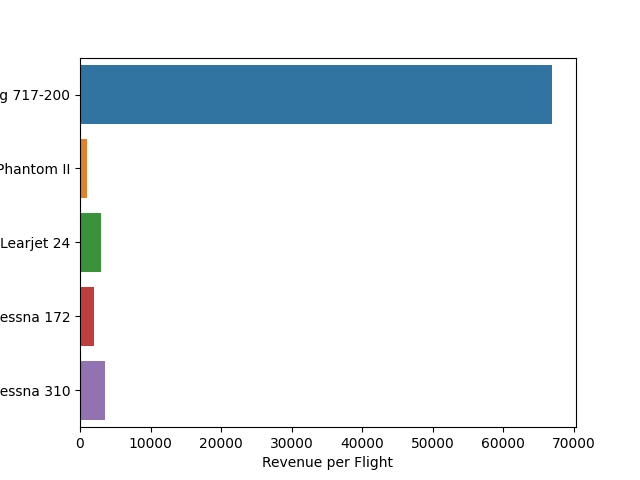 g 717-200
Phantom II
Learjet 24
essna 172
essna 310
0 10000 20000 30000 40000 50000 60000 70000
Revenue per Flight